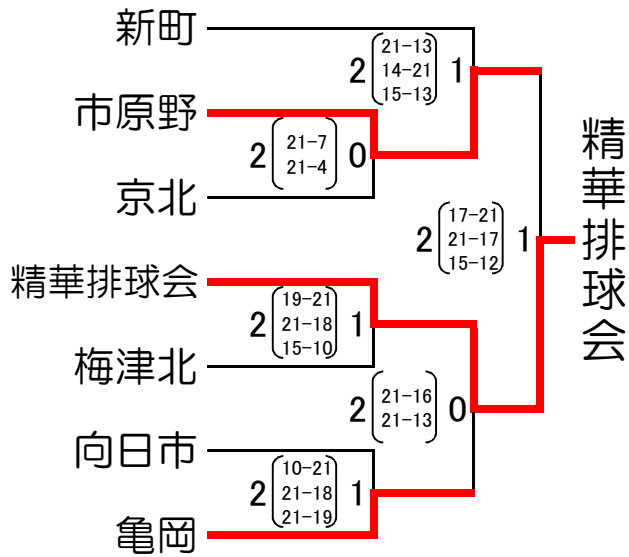 新町
2 21-13 1
14-21
15-13
市原野
2 21-7 0
21-4
京北
2 17-21 1
21-17
15-12
精華排球会
精華排球会
2 19-21 1
21-18
15-10
梅津北
2 21-16 0
21-13
向日市
2 10-21 1
21-18
21-19
亀岡